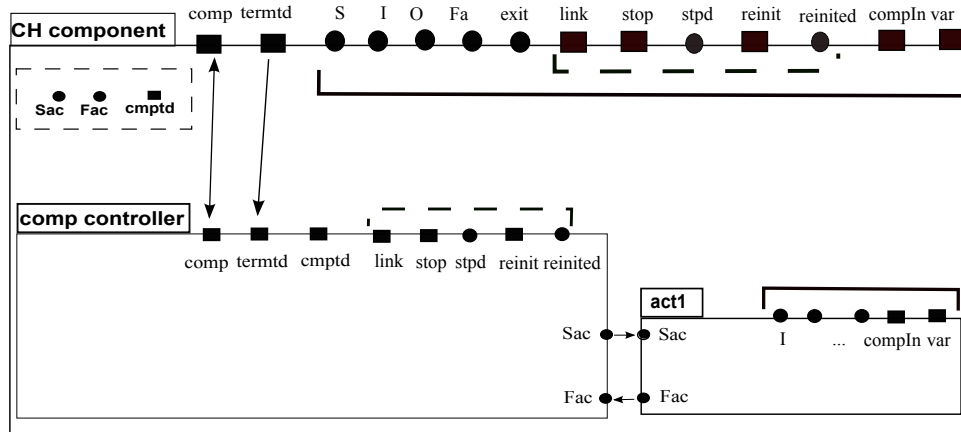 comp termtd S I O Fa exit link stop stpd reinit reinited compIn var
CH component
Sac Fac cmptd
comp controller
comp termtd cmptd link stop stpd reinit reinited
act1
I ... compIn var
Sac Sac
Fac Fac